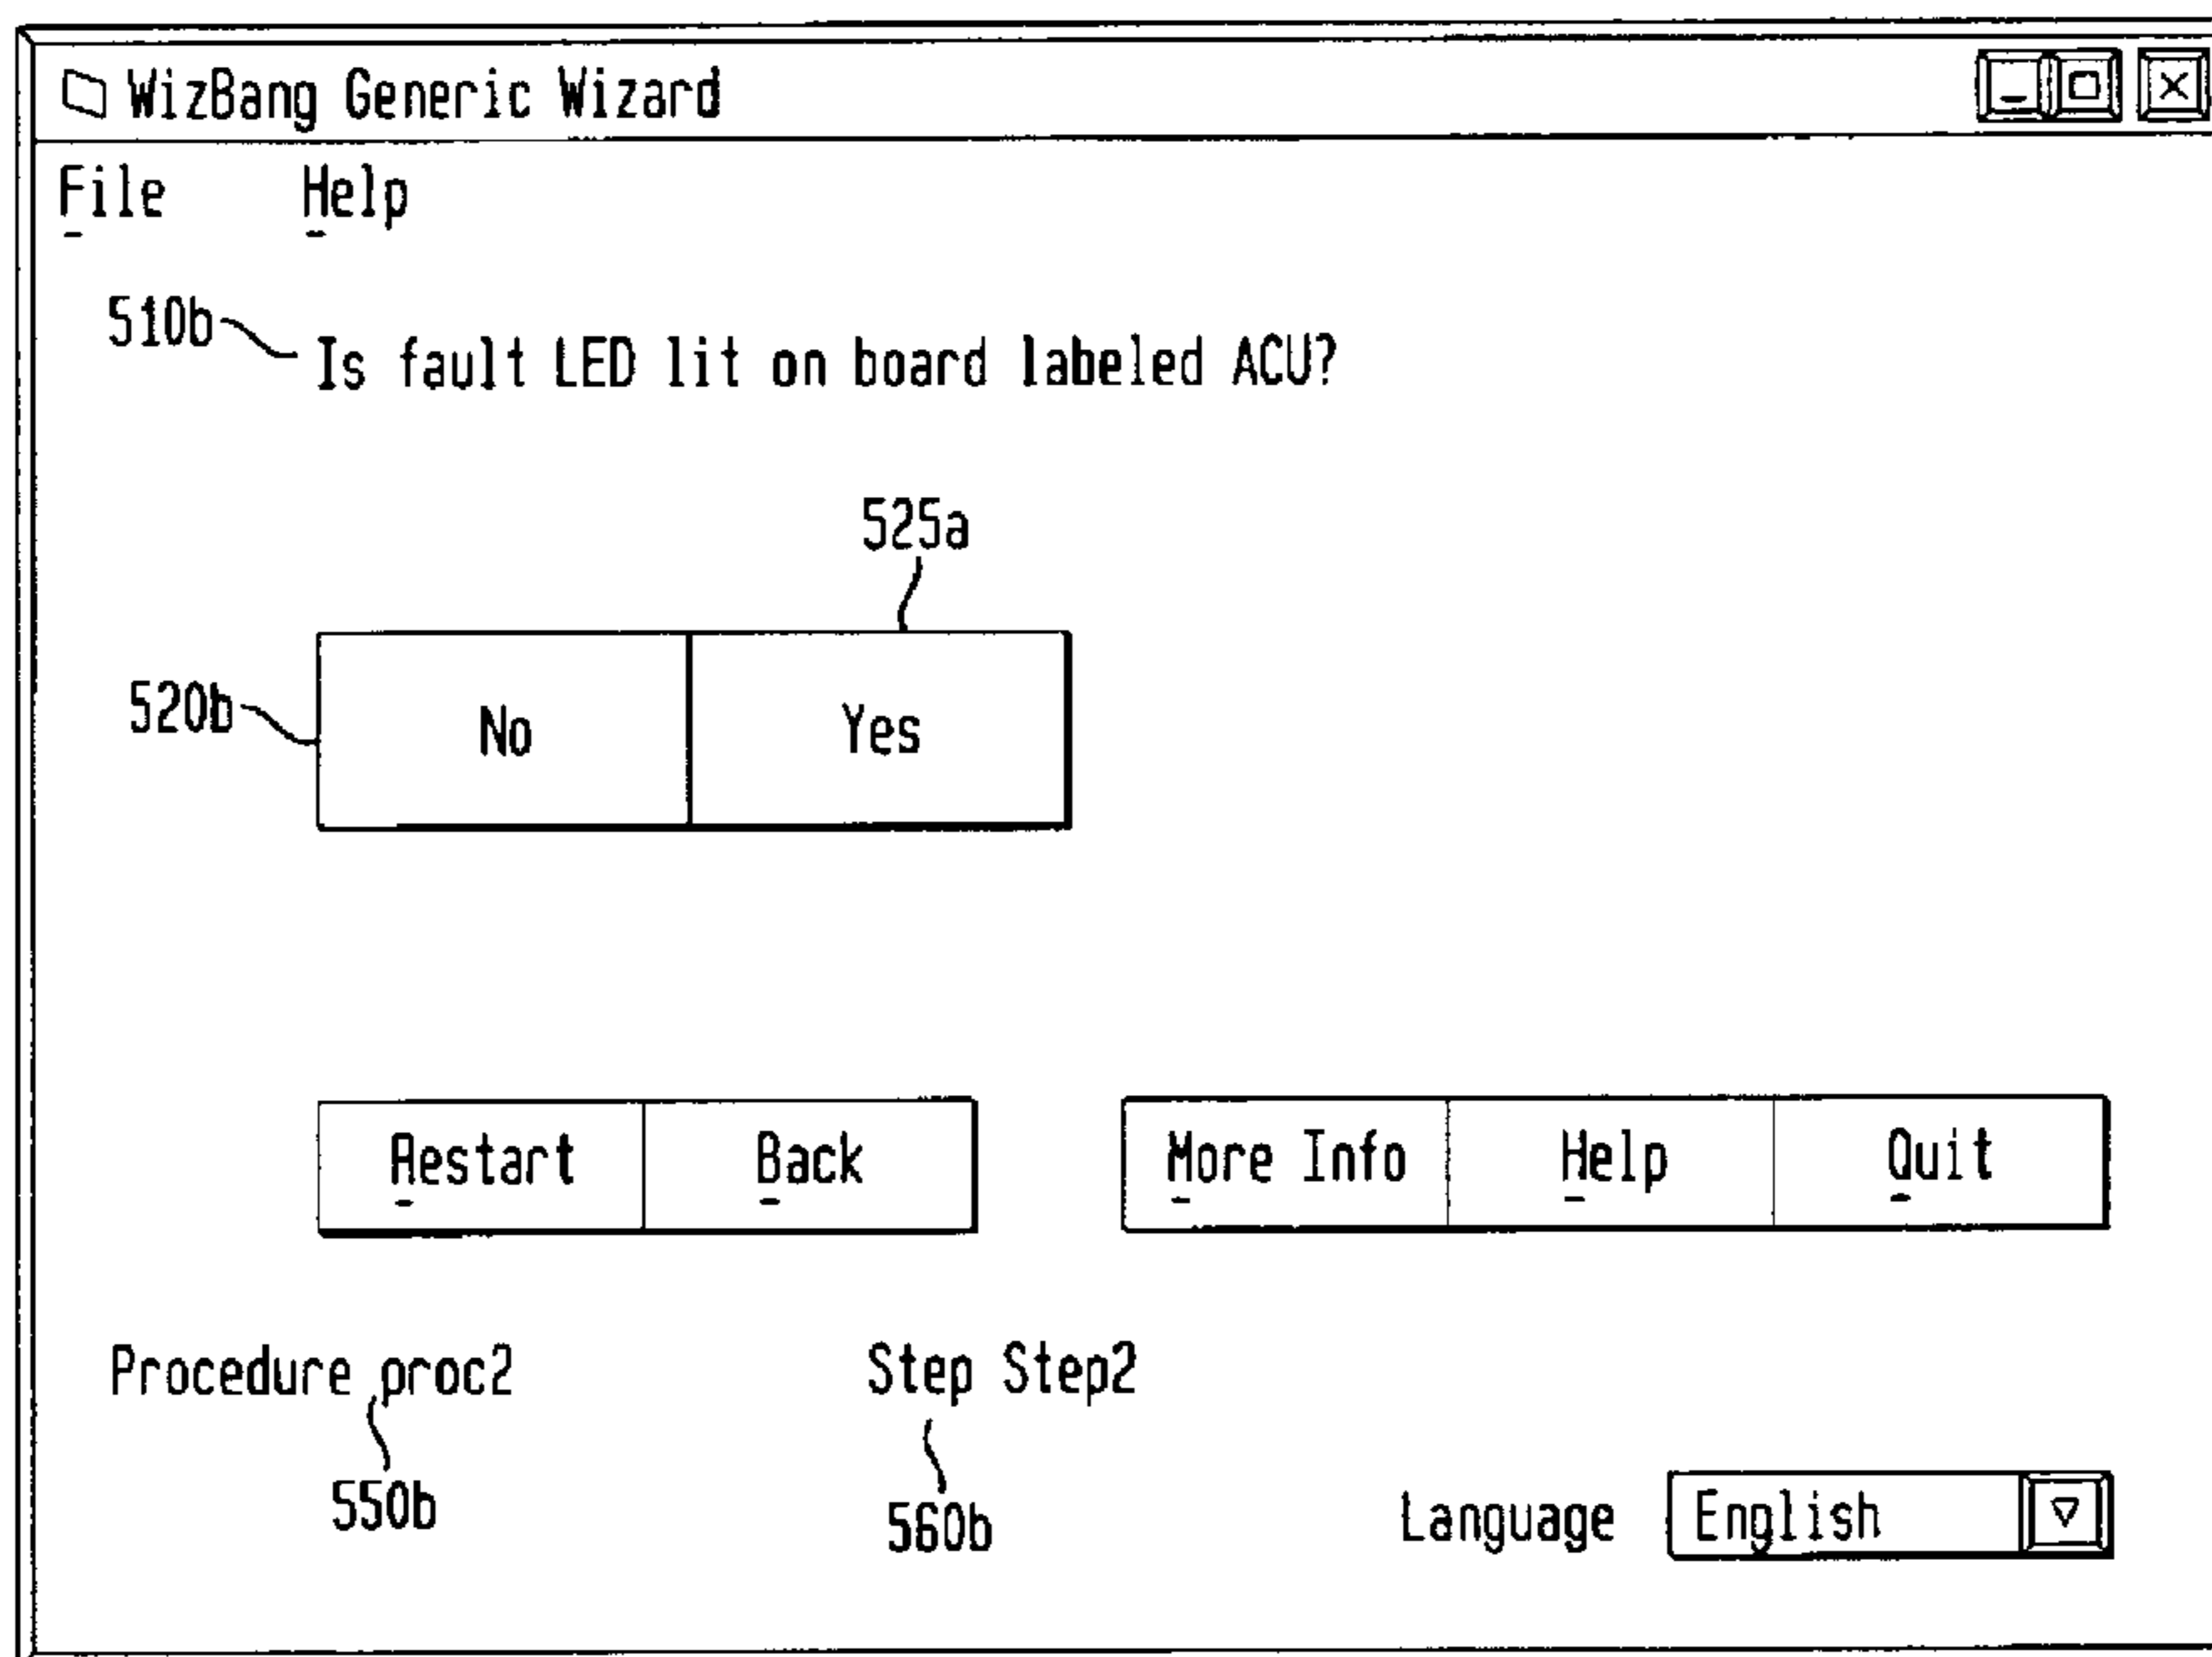 WizBang Generic Wizard
File Help
510b
Is fault LED lit on board labeled ACU?
525a
520b
No Yes
Restart Back More Info Help Quit
Procedure proc2 Step Step2
550b 560b
Language English